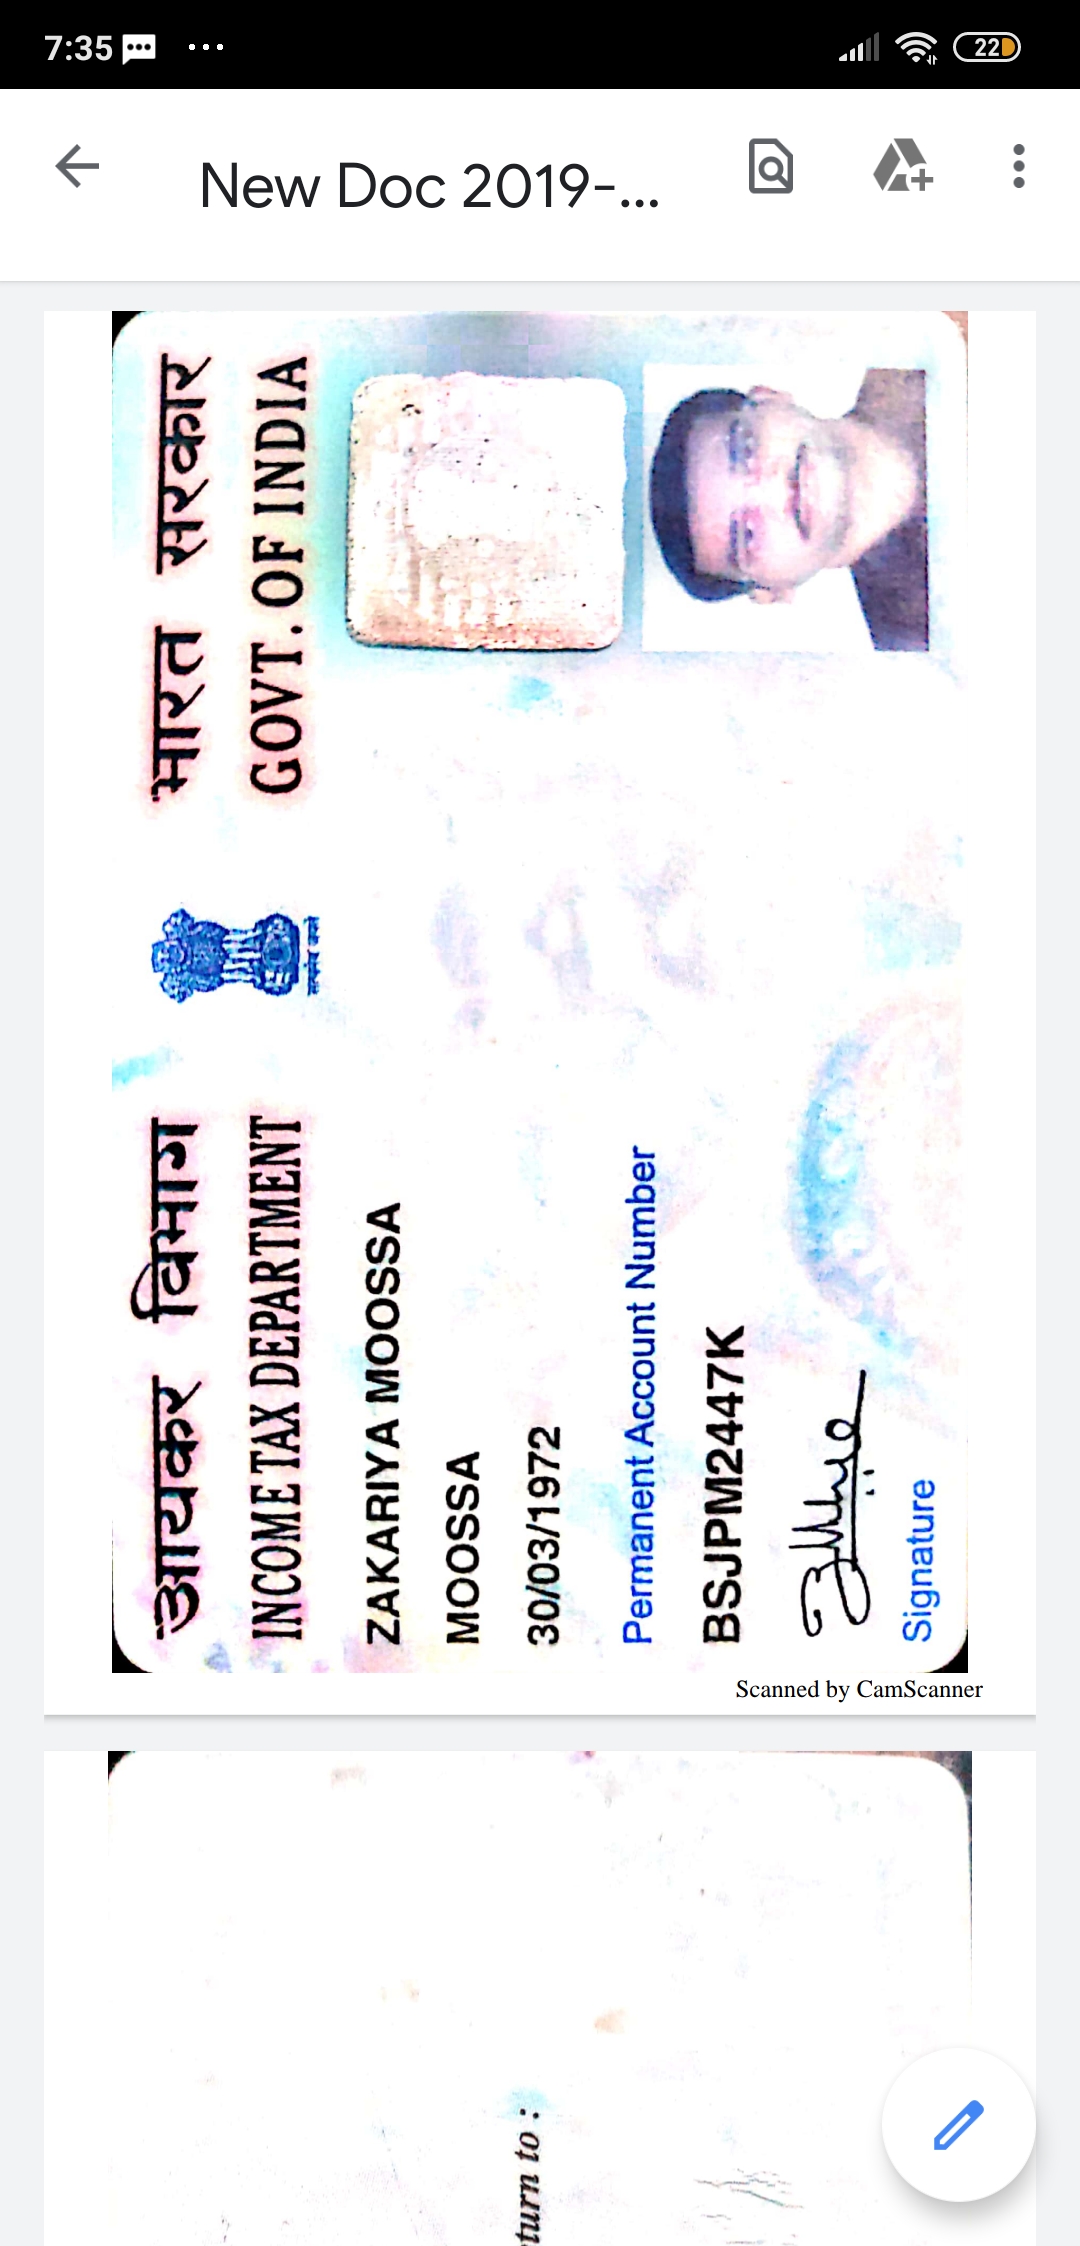 7:35
22
New Doc 2019-...
आयकर विभाग भारत सरकार
INCOME TAX DEPARTMENT GOVT. OF INDIA
ZAKARIYA MOOSSA
MOOSSA
30/03/1972
Permanent Account Number
BSJPM2447K
Signature
Scanned by CamScanner
turn to :